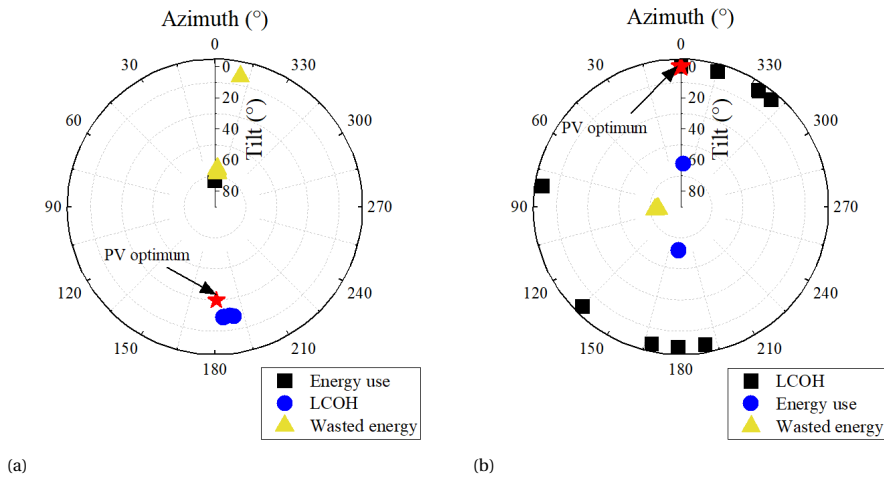 Azimuth (°)
0
30
330
60
300
90
270
120
240
150
210
180
0
20
40
60
80
Tilt (°)
PV optimum
Energy use
LCOH
Wasted energy
(a)
Azimuth (°)
0
30
330
60
300
90
270
120
240
150
210
180
0
20
40
60
80
Tilt (°)
PV optimum
LCOH
Energy use
Wasted energy
(b)